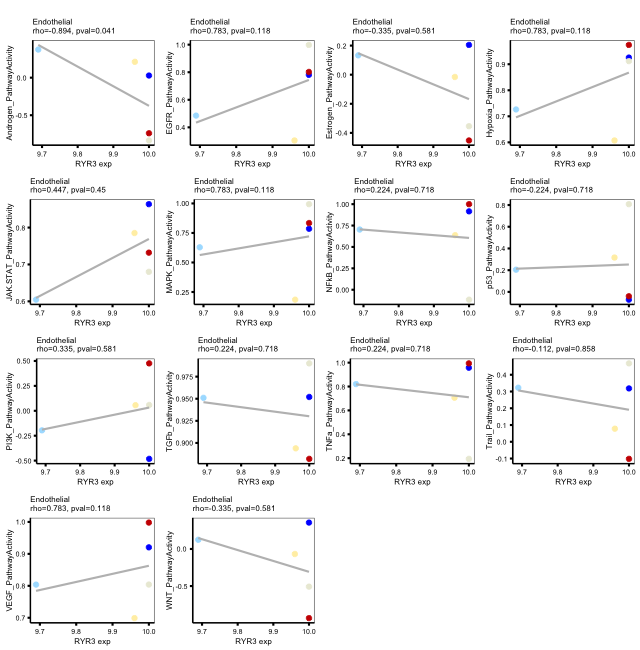 Endothelial
rho=-0.894, pval=0.041
Androgen_PathwayActivity
0.0
-0.5
9.7 9.8 9.9 10.0
RYR3 exp
Endothelial
rho=0.783, pval=0.118
EGFR_PathwayActivity
1.0
0.8
0.6
0.4
9.7 9.8 9.9 10.0
RYR3 exp
Endothelial
rho=-0.335, pval=0.581
Estrogen_PathwayActivity
0.2
0.0
-0.2
-0.4
9.7 9.8 9.9 10.0
RYR3 exp
Endothelial
rho=0.783, pval=0.118
Hypoxia_PathwayActivity
0.9
0.8
0.7
0.6
9.7 9.8 9.9 10.0
RYR3 exp
Endothelial
rho=0.447, pval=0.45
JAK.STAT_PathwayActivity
0.8
0.7
0.6
9.7 9.8 9.9 10.0
RYR3 exp
Endothelial
rho=0.783, pval=0.118
MAPK_PathwayActivity
1.00
0.75
0.50
0.25
9.7 9.8 9.9 10.0
RYR3 exp
Endothelial
rho=0.224, pval=0.718
NFkB_PathwayActivity
1.00
0.75
0.50
0.25
0.00
9.7 9.8 9.9 10.0
RYR3 exp
Endothelial
rho=-0.224, pval=0.718
p53_PathwayActivity
0.8
0.6
0.4
0.2
0.0
9.7 9.8 9.9 10.0
RYR3 exp
Endothelial
rho=0.335, pval=0.581
PI3K_PathwayActivity
0.50
0.25
0.00
-0.25
-0.50
9.7 9.8 9.9 10.0
RYR3 exp
Endothelial
rho=0.224, pval=0.718
TGFb_PathwayActivity
0.975
0.950
0.925
0.900
9.7 9.8 9.9 10.0
RYR3 exp
Endothelial
rho=0.224, pval=0.718
TNFa_PathwayActivity
1.0
0.8
0.6
0.4
0.2
9.7 9.8 9.9 10.0
RYR3 exp
Endothelial
rho=-0.112, pval=0.858
Trail_PathwayActivity
0.4
0.3
0.2
0.1
0.0
-0.1
9.7 9.8 9.9 10.0
RYR3 exp
Endothelial
rho=0.783, pval=0.118
VEGF_PathwayActivity
1.0
0.9
0.8
0.7
9.7 9.8 9.9 10.0
RYR3 exp
Endothelial
rho=-0.335, pval=0.581
WNT_PathwayActivity
0.0
-0.5
9.7 9.8 9.9 10.0
RYR3 exp